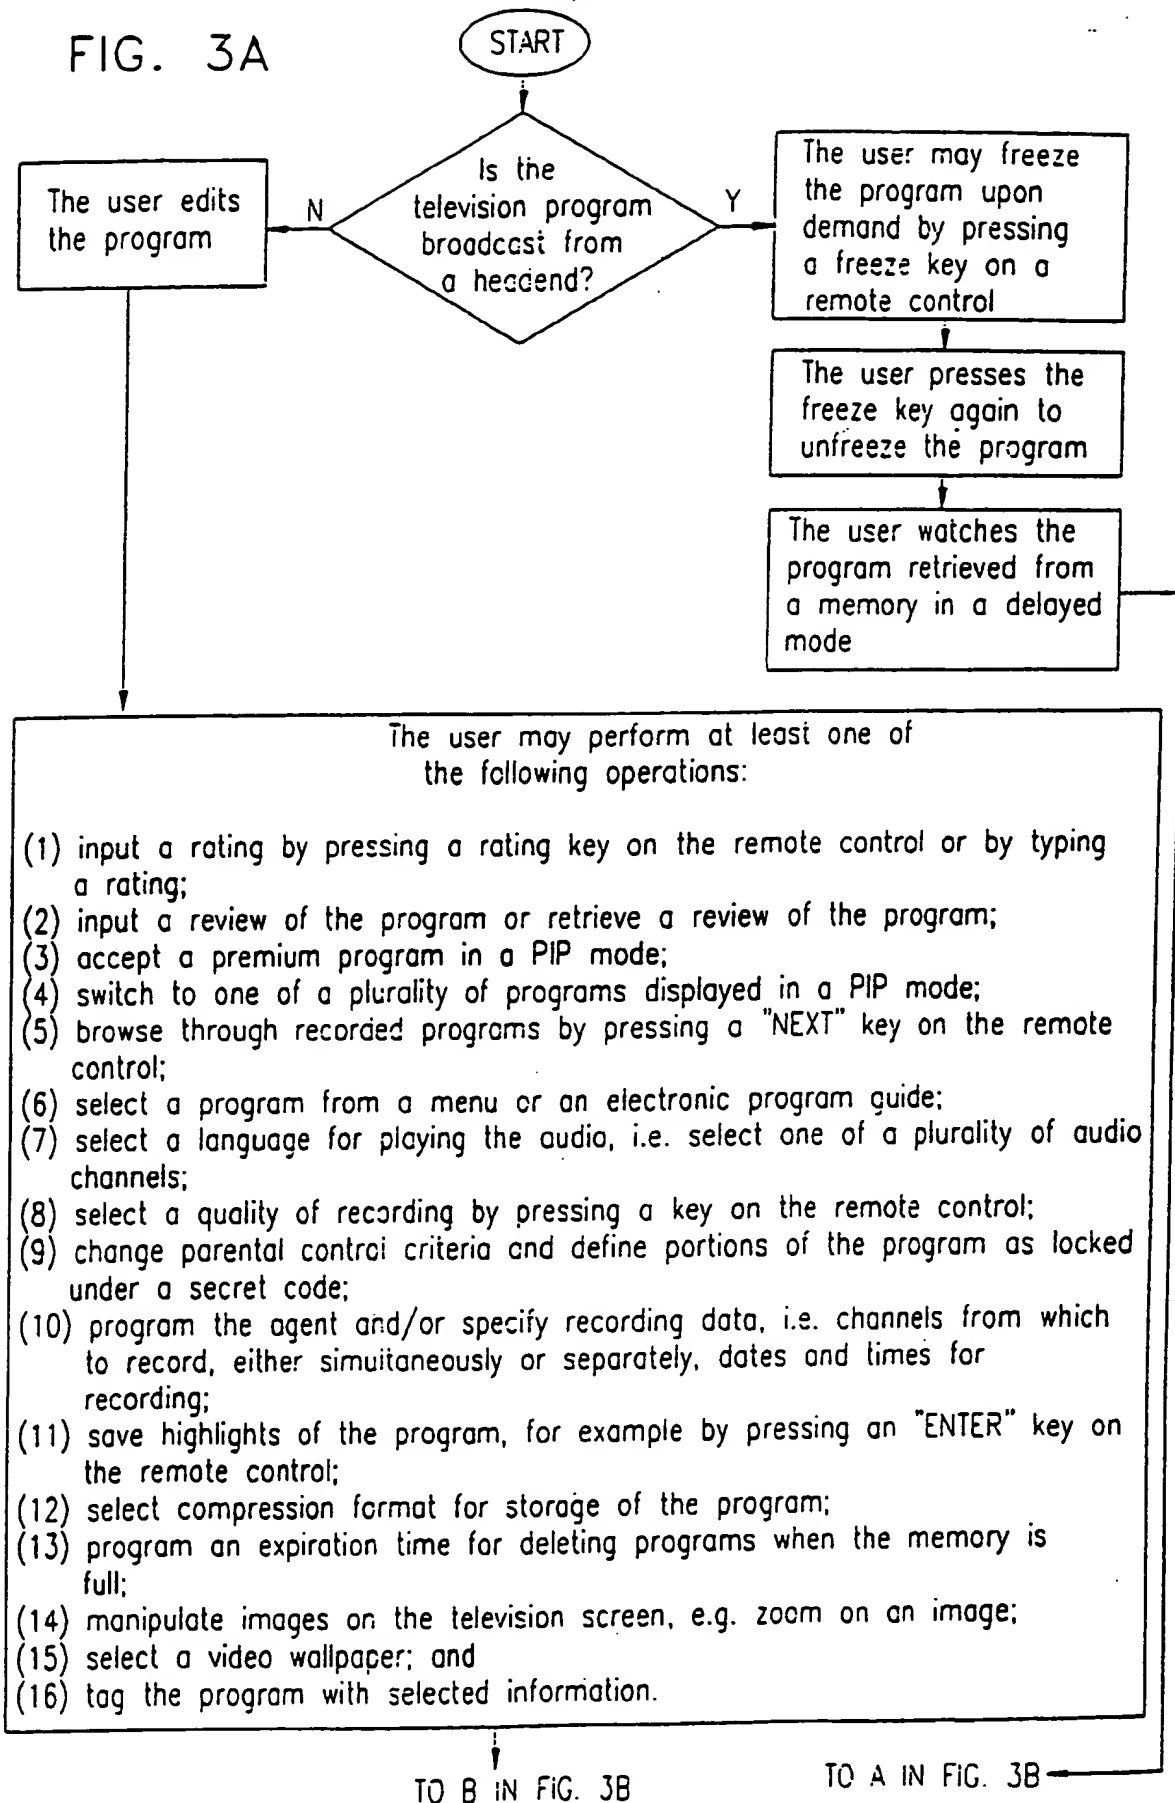 FIG. 3A
START
Is the
television program
broadcast from
a headend?
N
Y
The user edits
the program
The user may freeze
the program upon
demand by pressing
a freeze key on a
remote control
The user presses the
freeze key again to
unfreeze the program
The user watches the
program retrieved from
a memory in a delayed
mode
The user may perform at least one of
the following operations:
(1) input a rating by pressing a rating key on the remote control or by typing
a rating;
(2) input a review of the program or retrieve a review of the program;
(3) accept a premium program in a PIP mode;
(4) switch to one of a plurality of programs displayed in a PIP mode;
(5) browse through recorded programs by pressing a "NEXT" key on the remote
control;
(6) select a program from a menu or an electronic program guide;
(7) select a language for playing the audio, i.e. select one of a plurality of audio
channels;
(8) select a quality of recording by pressing a key on the remote control;
(9) change parental control criteria and define portions of the program as locked
under a secret code;
(10) program the agent and/or specify recording data, i.e. channels from which
to record, either simultaneously or separately, dates and times for
recording;
(11) save highlights of the program, for example by pressing an "ENTER" key on
the remote control;
(12) select compression format for storage of the program;
(13) program an expiration time for deleting programs when the memory is
full;
(14) manipulate images on the television screen, e.g. zoom on an image;
(15) select a video wallpaper; and
(16) tag the program with selected information.
TO B IN FIG. 3B
TO A IN FIG. 3B